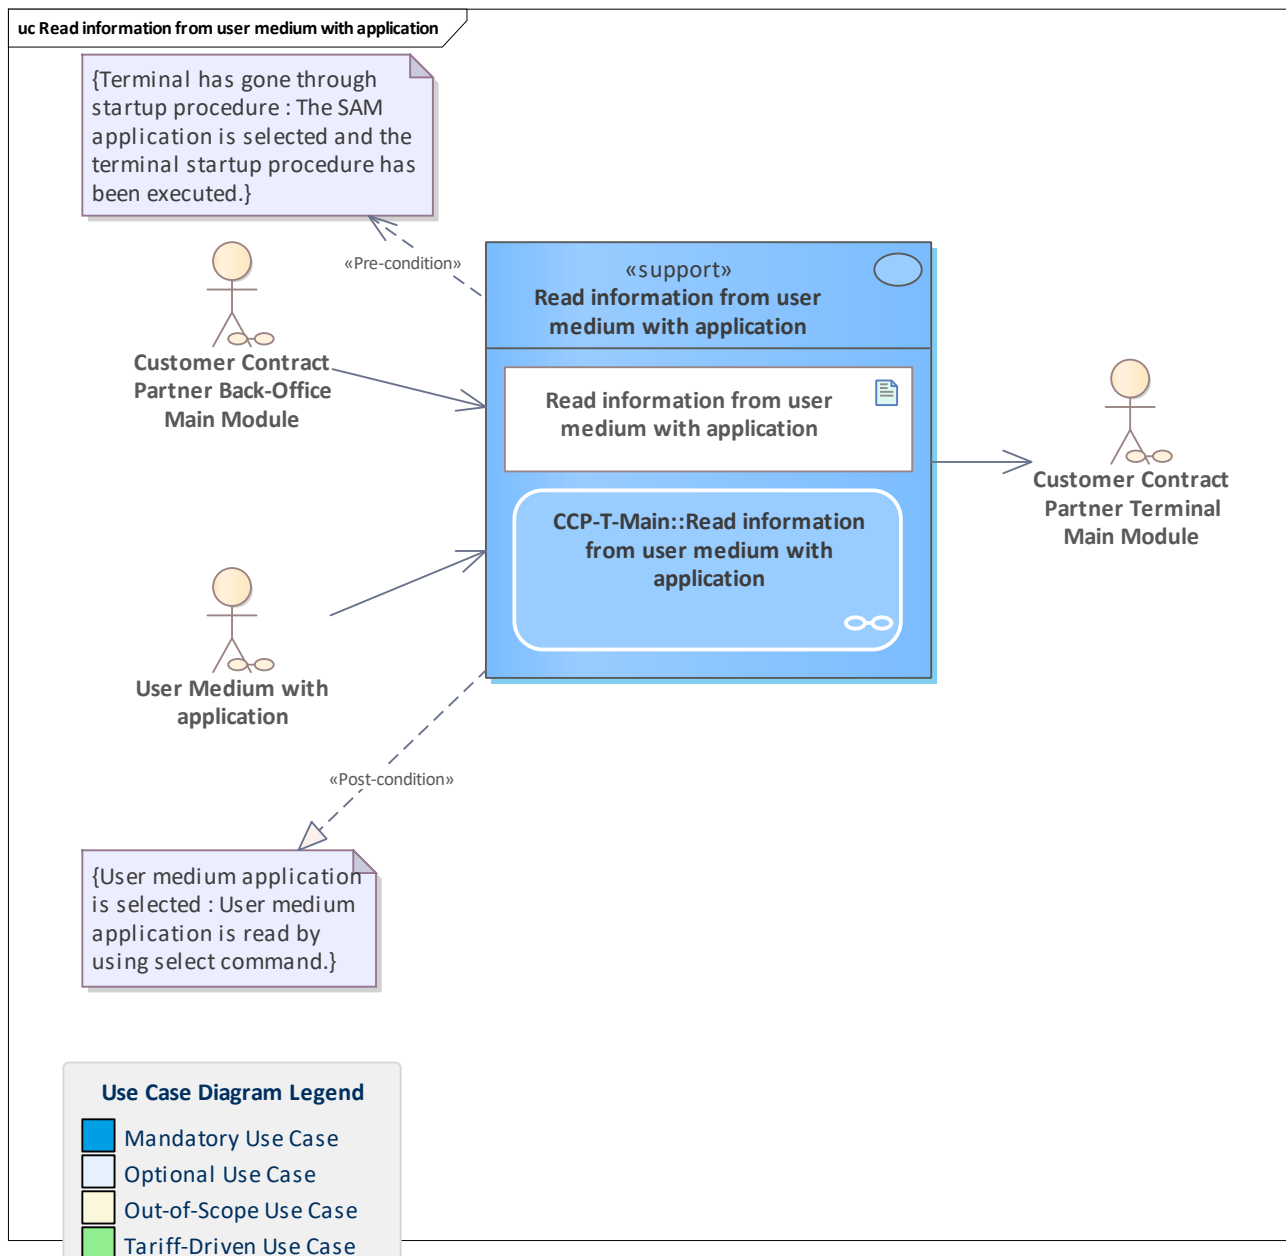 uc Read information from user medium with application
{Terminal has gone through
startup procedure : The SAM
application is selected and the
terminal startup procedure has
been executed.}
«Pre-condition»
«support»
Read information from user
medium with application
Customer Contract
Partner Back-Office
Main Module
Read information from user
medium with application
Customer Contract
Partner Terminal
Main Module
CCP-T-Main::Read information
from user medium with
application
User Medium with
application
«Post-condition»
{User medium application
is selected : User medium
application is read by
using select command.}
Use Case Diagram Legend
Mandatory Use Case
Optional Use Case
Out-of-Scope Use Case
Tariff-Driven Use Case